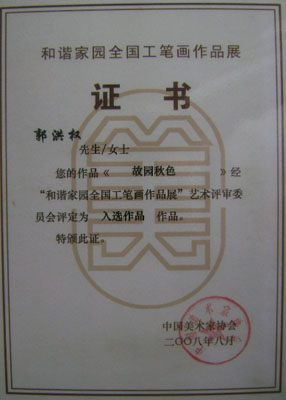 和谐家园全国工笔画作品展
证 书
郭洪权
先生/女士
您的作品《 故园秋色 》经
“和谐家园全国工笔画作品展”艺术评审委
员会评定为 入选作品 作品。
特颁此证。
中国美术家协会
二〇〇八年八月